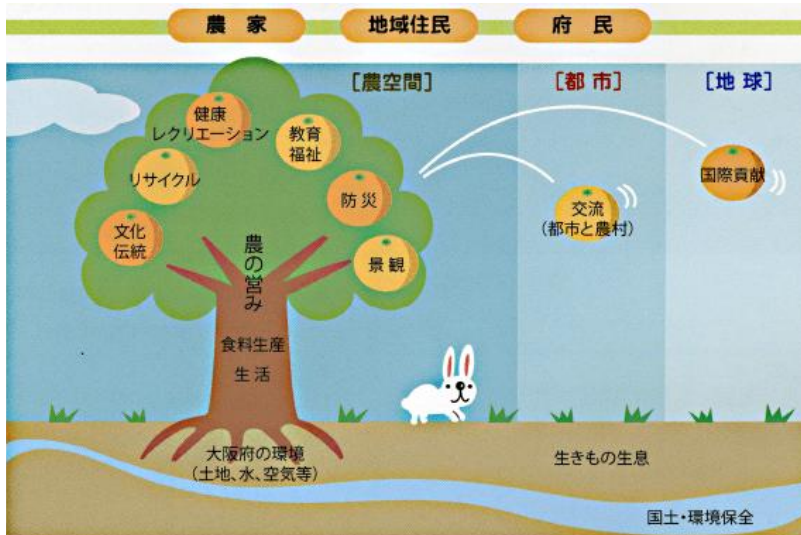 農家
地域住民
府民
［農空間］
［都市］
［地球］
健康
レクリエーション
教育
福祉
リサイクル
防災
文化
伝統
景観
国際貢献
交流
(都市と農村)
農の営み
食料生産
生活
大阪府の環境
(土地、水、空気等)
生きもの生息
国土・環境保全